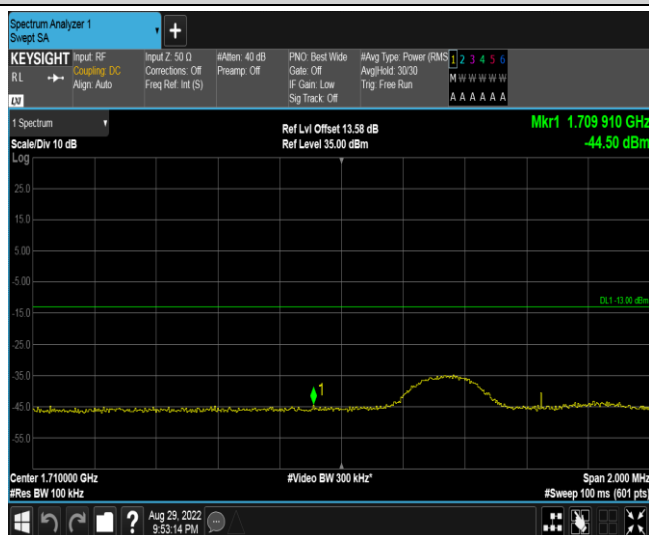 Spectrum Analyzer 1
Swept SA
+
KEYSIGHT
RL
Input: RF
Coupling: DC
Align: Auto
Input Z: 50 Ω
Corrections: Off
Freq Ref: Int (S)
#Atten: 40 dB
Preamp: Off
PNO: Best Wide
Gate: Off
IF Gain: Low
Sig Track: Off
#Avg Type: Power (RMS
Avg|Hold: 30/30
Trig: Free Run
1 2 3 4 5 6
M W W W W W
A A A A A A
LXI
1 Spectrum
Scale/Div 10 dB
Log
Ref Lvl Offset 13.58 dB
Ref Level 35.00 dBm
Mkr1 1.709 910 GHz
-44.50 dBm
25.0
15.0
5.00
-5.00
DL1 -13.00 dBm
-15.0
-25.0
-35.0
1
-45.0
-55.0
Center 1.710000 GHz
#Res BW 100 kHz
#Video BW 300 kHz*
Span 2.000 MHz
#Sweep 100 ms (601 pts)
?
Aug 29, 2022
9:53:14 PM